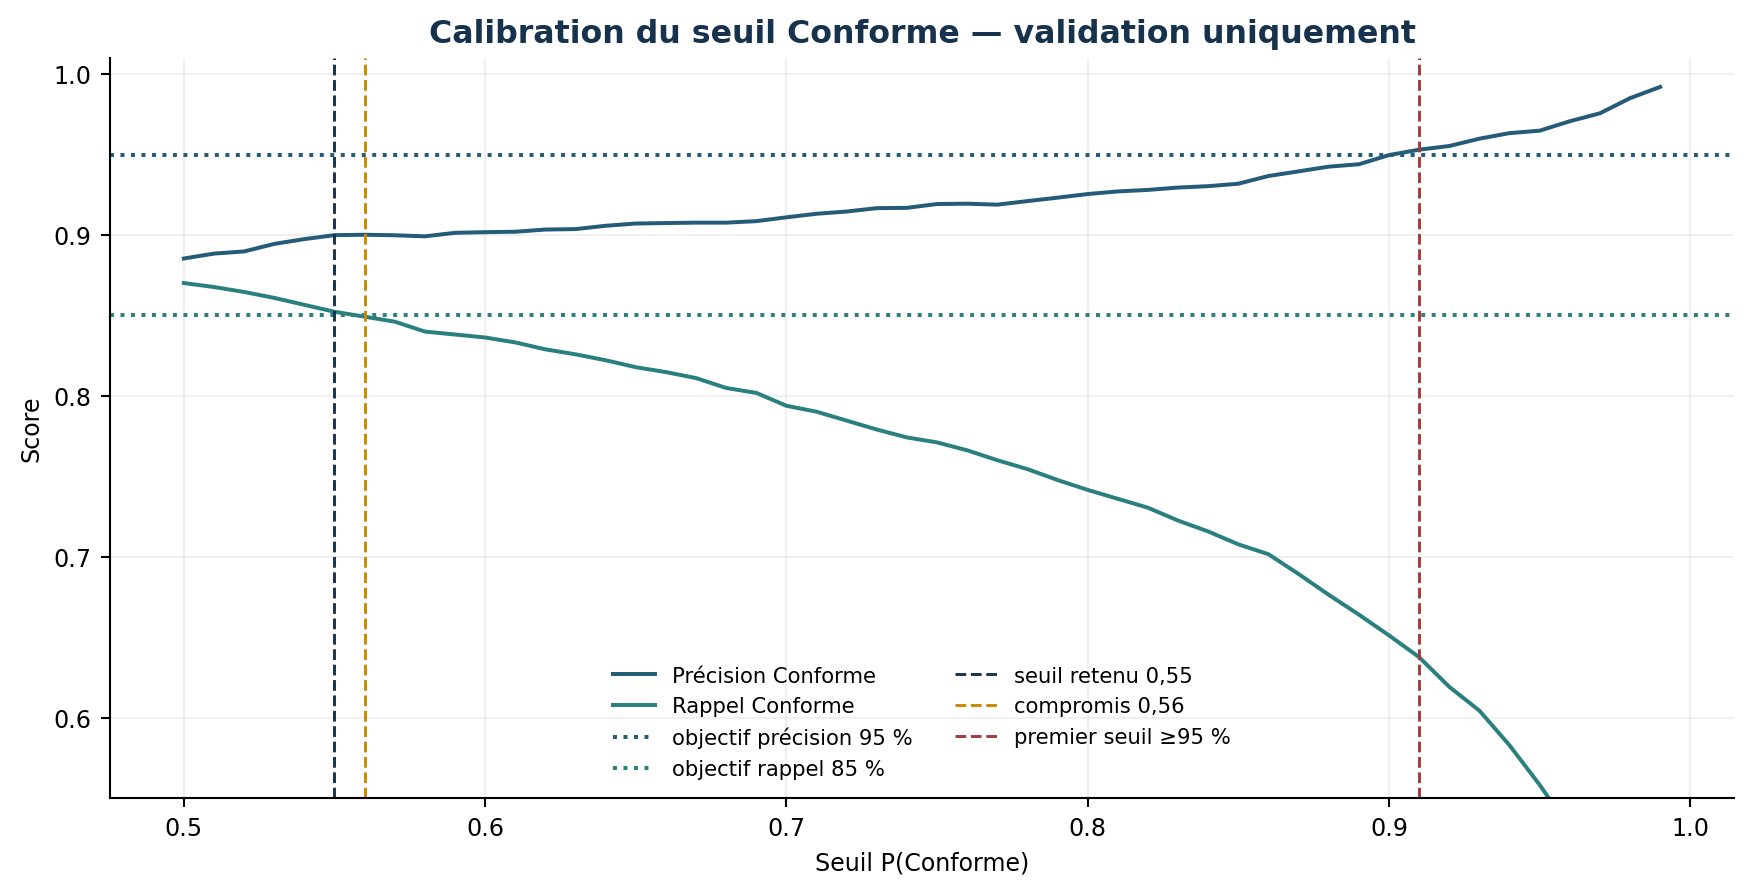 Calibration du seuil Conforme — validation uniquement
1.0
0.9
0.8
0.7
0.6
Score
Précision Conforme
Rappel Conforme
objectif précision 95 %
objectif rappel 85 %
seuil retenu 0,55
compromis 0,56
premier seuil ≥95 %
0.5
0.6
0.7
0.8
0.9
1.0
Seuil P(Conforme)